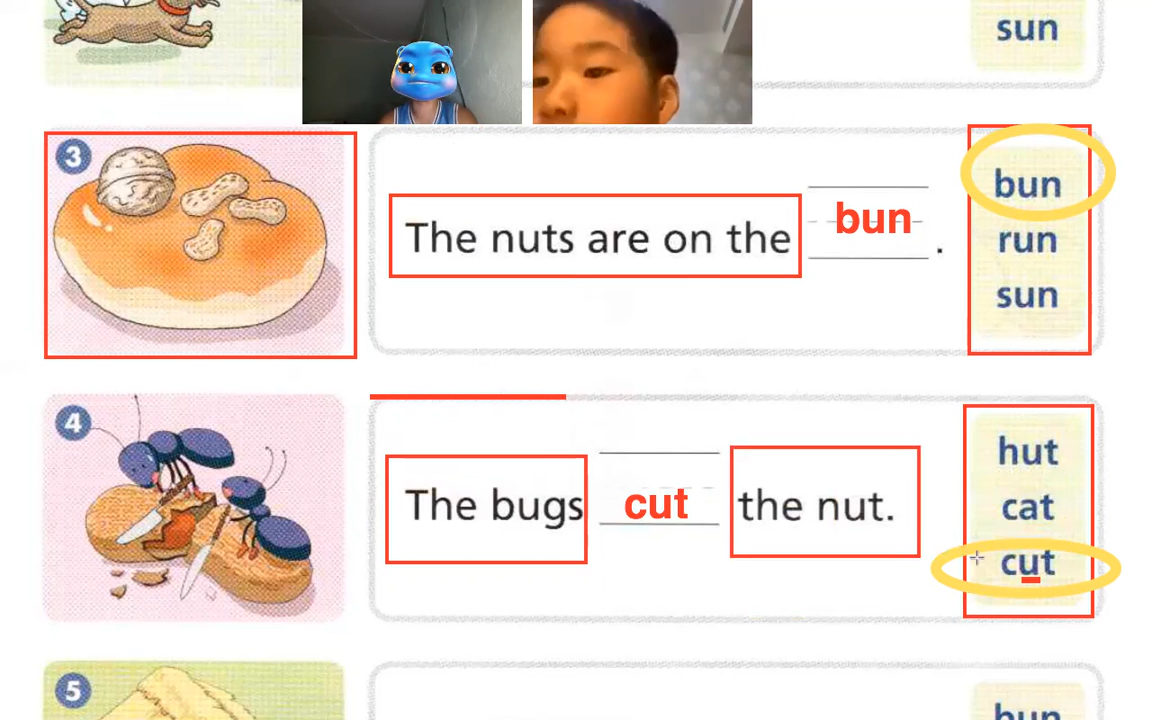 sun
3
The nuts are on the bun.
bun
run
sun
4
The bugs cut the nut.
hut
cat
cut
5
bun